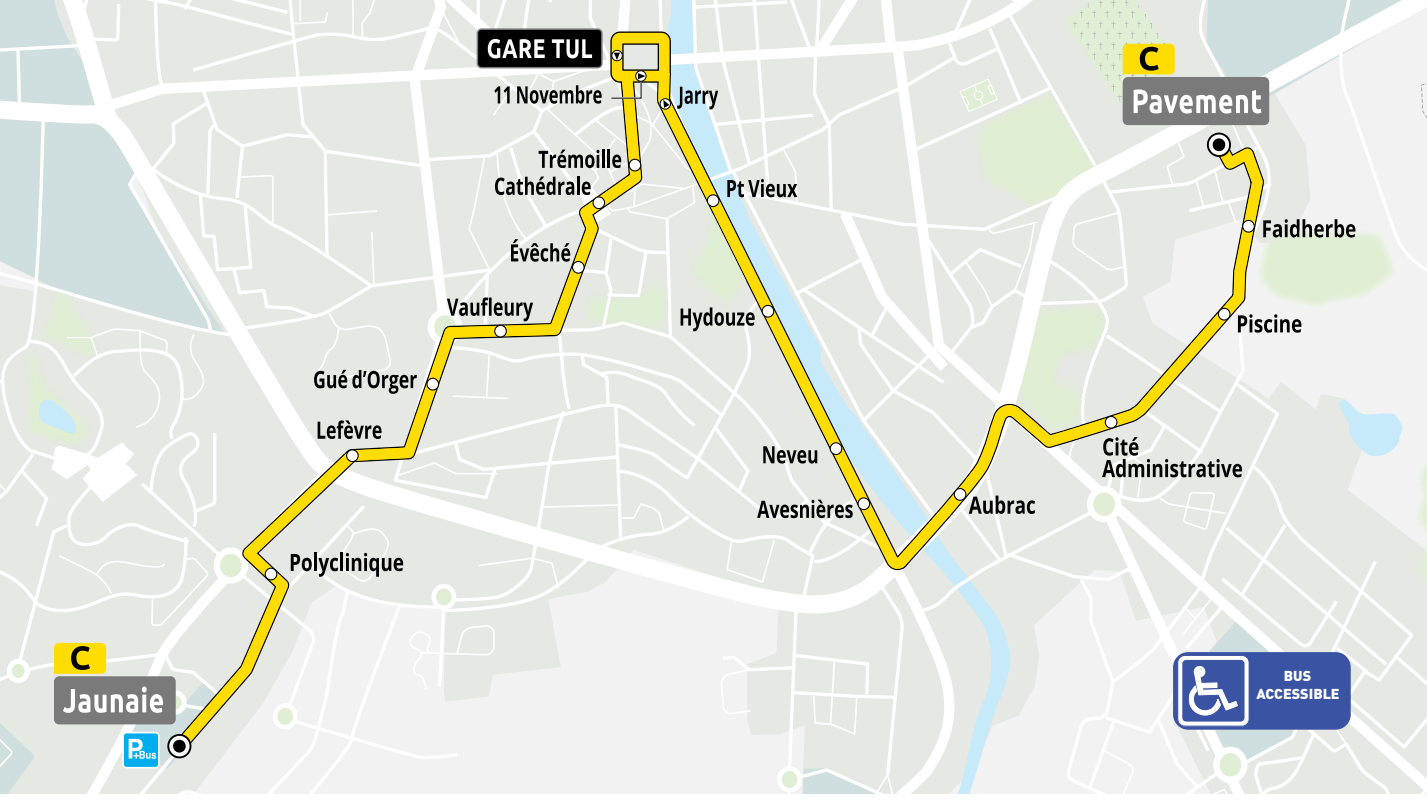 GARE TUL
11 Novembre
Jarry
C
Pavement
Trémoille
Cathédrale
Pt Vieux
Évêché
Faidherbe
Vaufleury
Hydouze
Piscine
Gué d'Orger
Lefèvre
Neveu
Cité
Administrative
Avesnières
Aubrac
Polyclinique
C
Jaunaie
P
+Bus
BUS
ACCESSIBLE